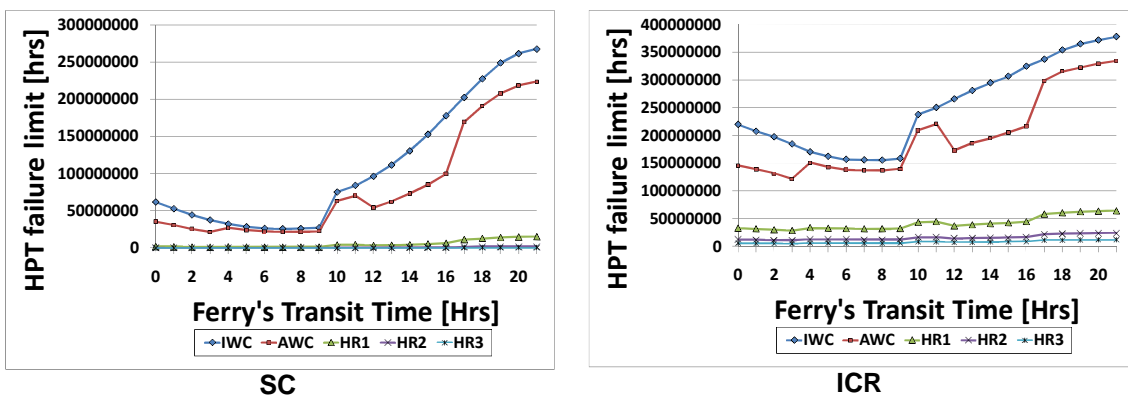 HPT failure limit [hrs]
300000000
250000000
200000000
150000000
100000000
50000000
0
0 2 4 6 8 10 12 14 16 18 20
Ferry's Transit Time [Hrs]
IWC AWC HR1 HR2 HR3
SC
HPT failure limit [hrs]
400000000
350000000
300000000
250000000
200000000
150000000
100000000
50000000
0
0 2 4 6 8 10 12 14 16 18 20
Ferry's Transit Time [Hrs]
IWC AWC HR1 HR2 HR3
ICR